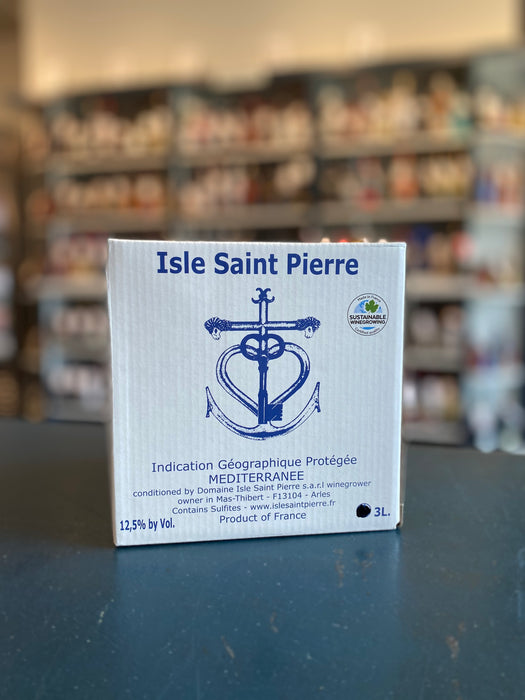 Isle Saint Pierre
SUSTAINABLE
WINEGROWING
Indication Géographique Protégée
MEDITERRANEE
conditioned by Domaine Isle Saint Pierre s.a.r.l winegrower
owner in Mas-Thibert - F13104 - Arles
Contains Sulfites - www.islesaintpierre.fr
12,5% by Vol.
Product of France
3L.